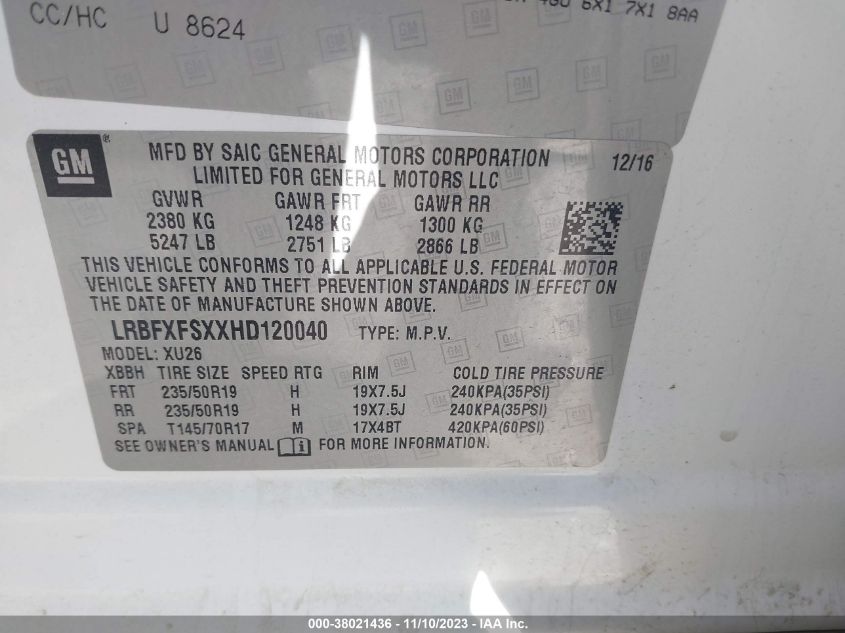 CC/HC U 8624
6X1 7X1 8AA
GM ®
MFD BY SAIC GENERAL MOTORS CORPORATION 12/16
LIMITED FOR GENERAL MOTORS LLC
GVWR GAWR FRT GAWR RR
2380 KG 1248 KG 1300 KG
5247 LB 2751 LB 2866 LB
THIS VEHICLE CONFORMS TO ALL APPLICABLE U.S. FEDERAL MOTOR
VEHICLE SAFETY AND THEFT PREVENTION STANDARDS IN EFFECT ON
THE DATE OF MANUFACTURE SHOWN ABOVE.
LRBFXFSXXHD120040 TYPE: M.P.V.
MODEL: XU26
XBBH TIRE SIZE SPEED RTG RIM COLD TIRE PRESSURE
FRT 235/50R19 H 19X7.5J 240KPA(35PSI)
RR 235/50R19 H 19X7.5J 240KPA(35PSI)
SPA T145/70R17 M 17X4BT 420KPA(60PSI)
SEE OWNER'S MANUAL FOR MORE INFORMATION.
000-38021436 - 11/10/2023 - IAA Inc.